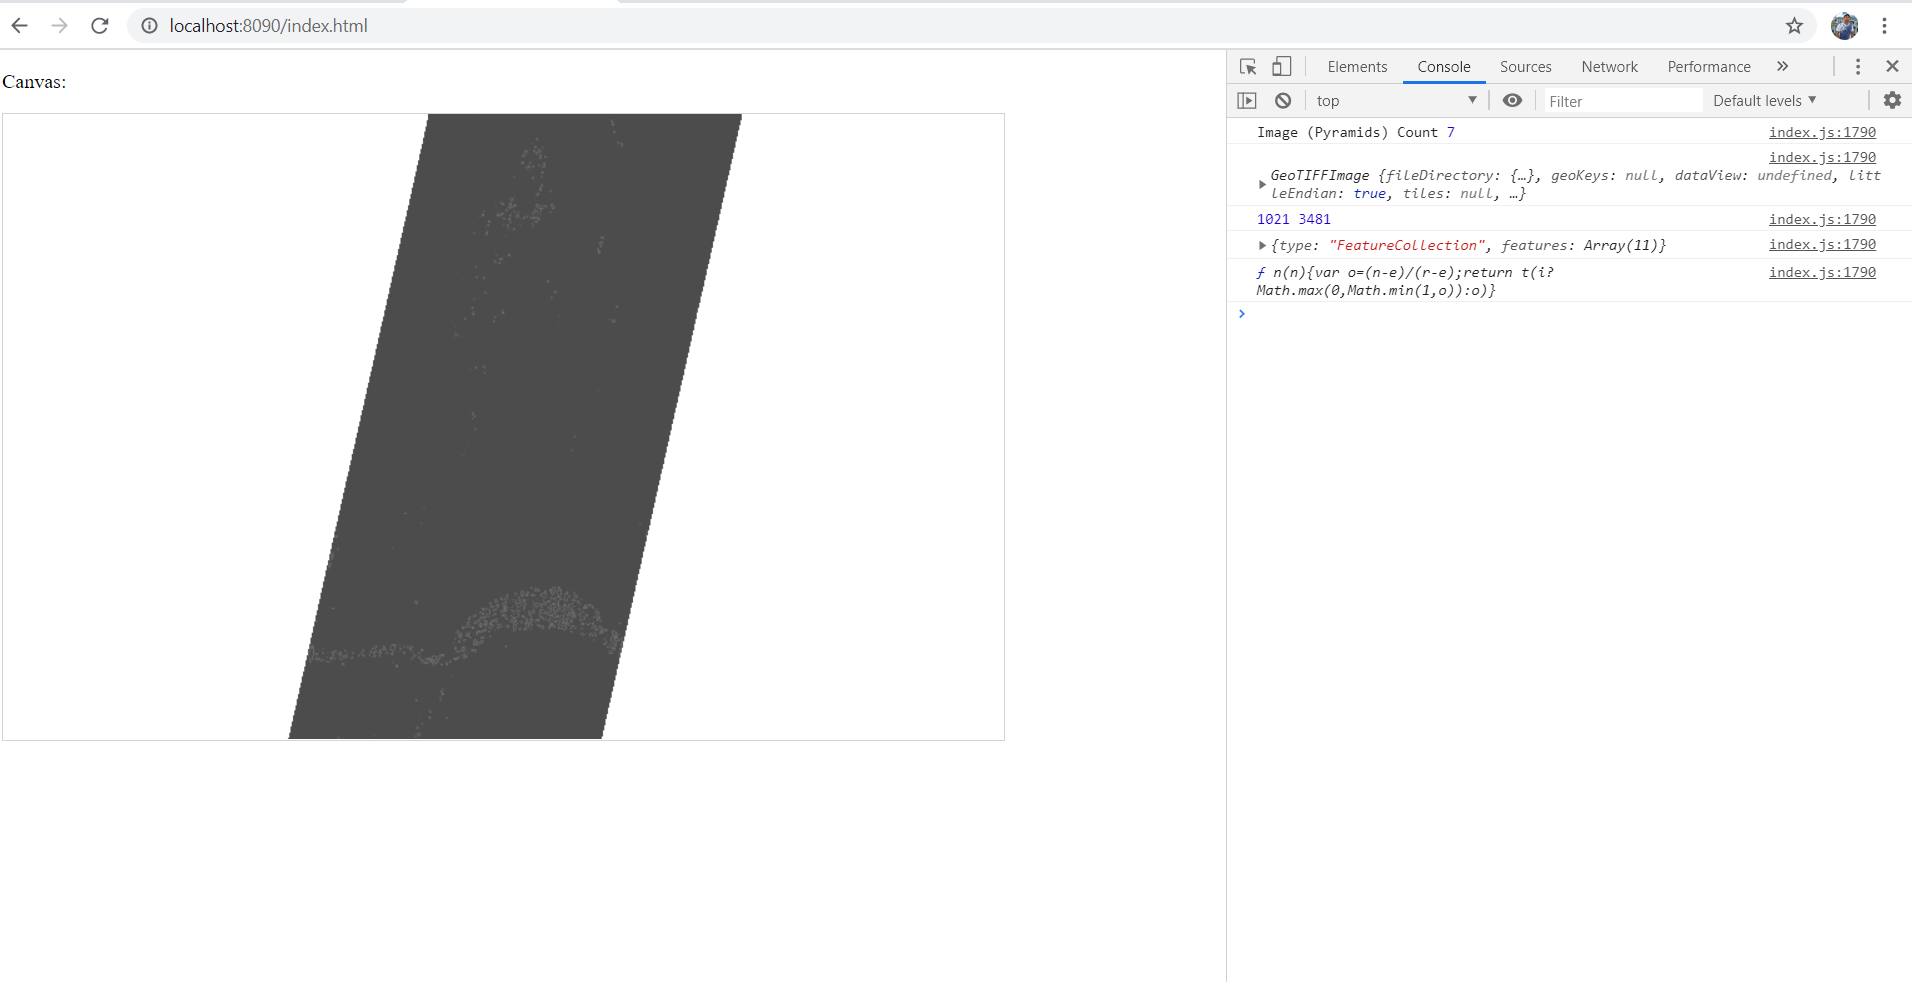 localhost:8090/index.html
Canvas:
Elements Console Sources Network Performance »
top Filter Default levels
Image (Pyramids) Count 7 index.js:1790
index.js:1790
GeoTIFFImage {fileDirectory: {…}, geoKeys: null, dataView: undefined, litt
leEndian: true, tiles: null, …}
1021 3481 index.js:1790
{type: "FeatureCollection", features: Array(11)} index.js:1790
ƒ n(n){var o=(n-e)/(r-e);return t(i? index.js:1790
Math.max(0,Math.min(1,o)):o)}